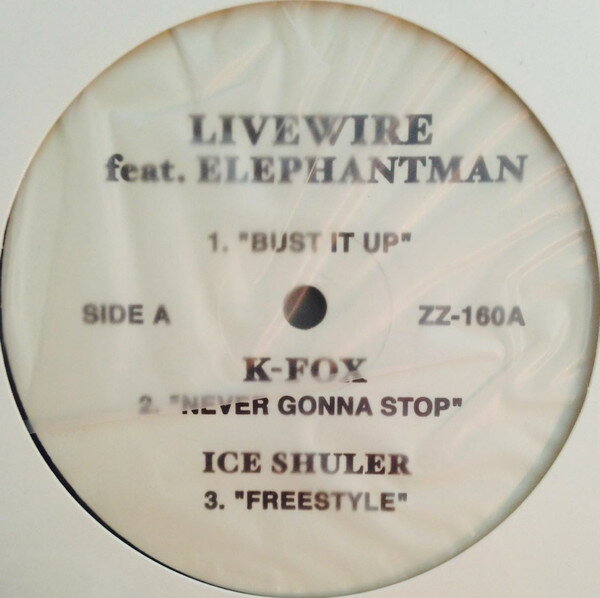 LIVEWIRE
feat. ELEPHANTMAN
1. "BUST IT UP"
SIDE A ZZ-160A
K-FOX
2. "NEVER GONNA STOP"
ICE SHULER
3. "FREESTYLE"